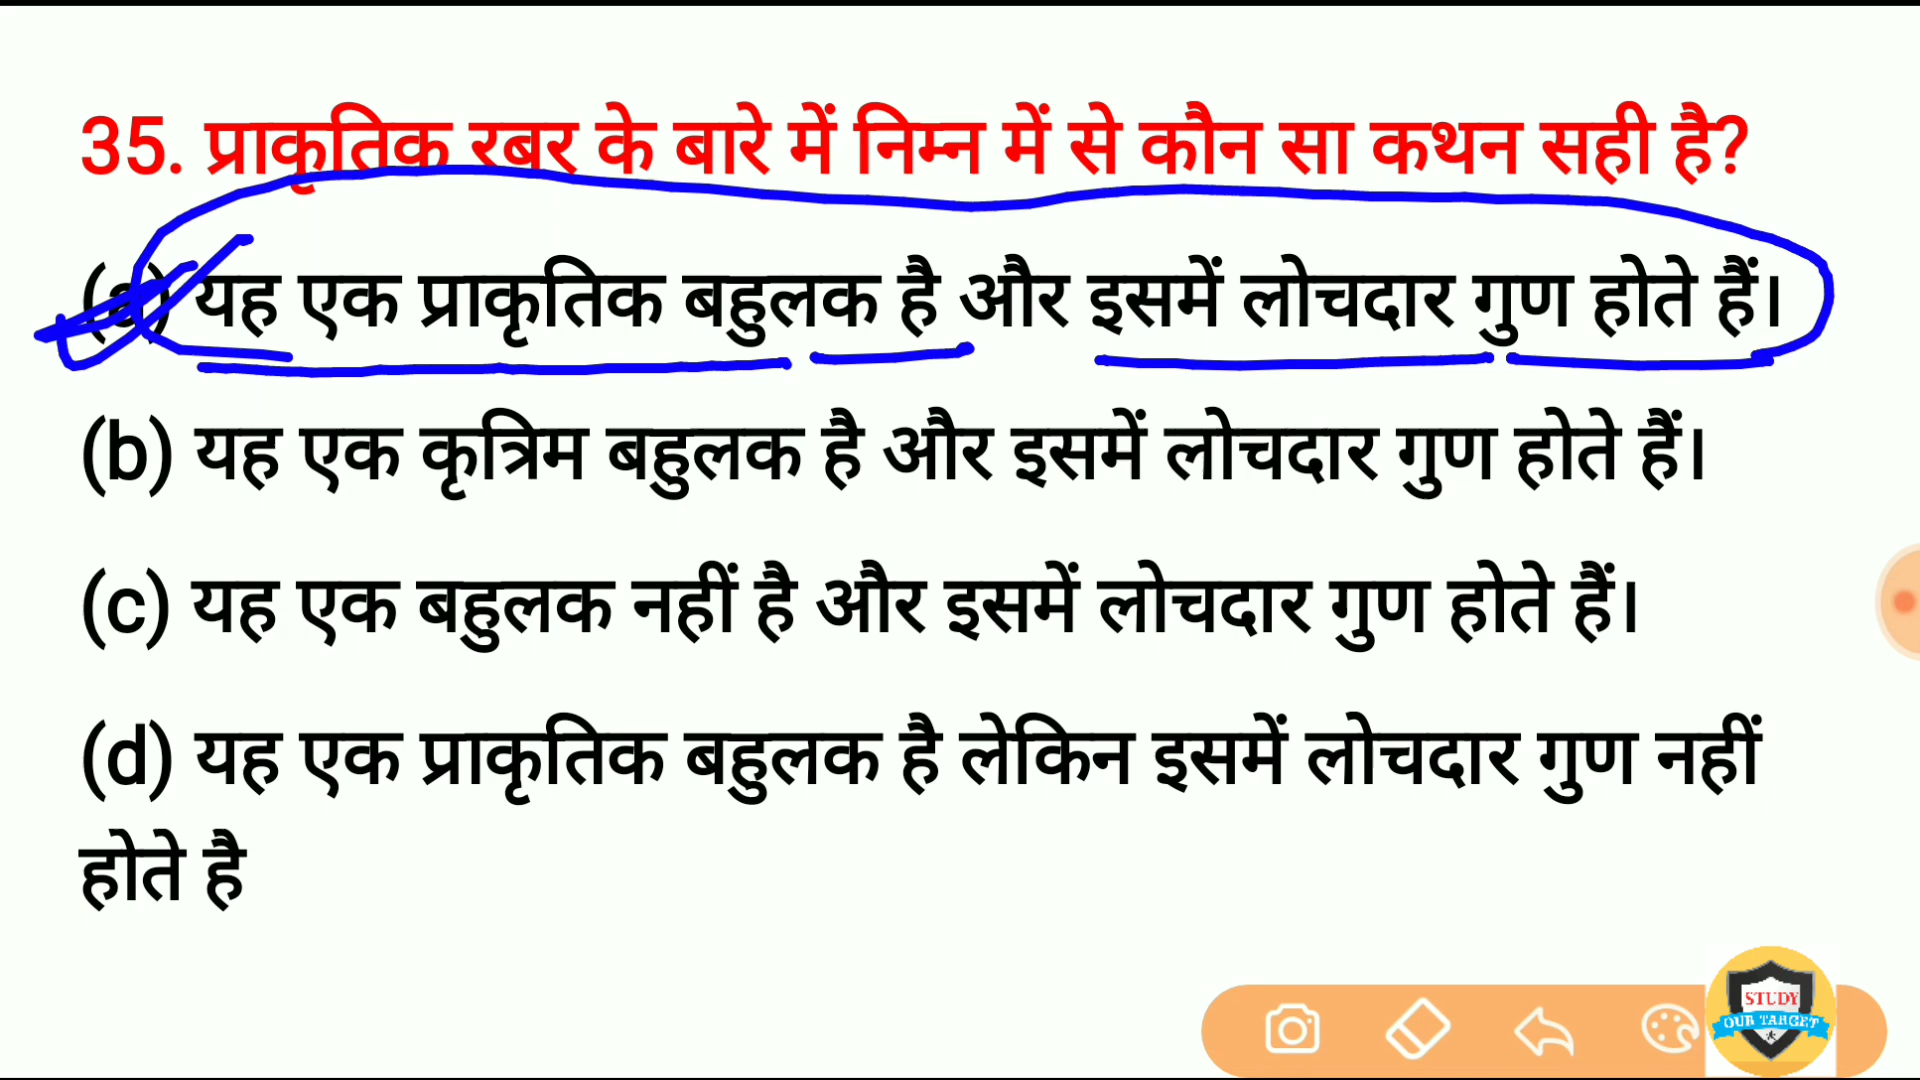 35. प्राकृतिक रबर के बारे में निम्न में से कौन सा कथन सही है?
(a) यह एक प्राकृतिक बहुलक है और इसमें लोचदार गुण होते हैं।
(b) यह एक कृत्रिम बहुलक है और इसमें लोचदार गुण होते हैं।
(c) यह एक बहुलक नहीं है और इसमें लोचदार गुण होते हैं।
(d) यह एक प्राकृतिक बहुलक है लेकिन इसमें लोचदार गुण नहीं
होते है
STUDY
OUR TARGET